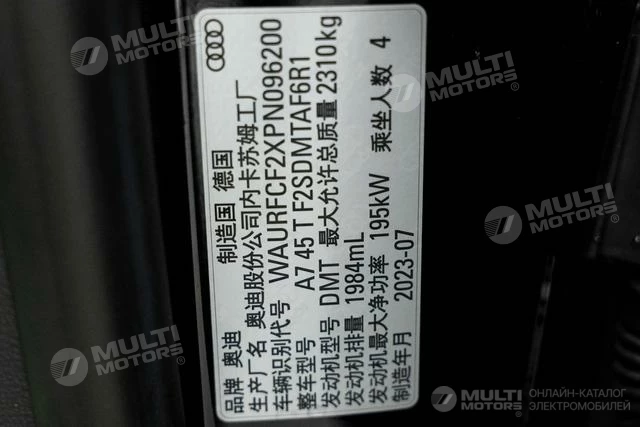 品牌 奥迪 制造国 德国
生产厂名 奥迪股份公司内卡苏姆工厂
车辆识别代号 WAURFCF2XPN096200
整车型号 A7 45 T F2SDMTAF6R1
发动机型号 DMT 最大允许总质量 2310kg
发动机排量 1984mL
发动机最大净功率 195kW 乘坐人数 4
制造年月 2023-07
MULTI MOTORS
MULTI MOTORS
MULTI MOTORS
MULTI MOTORS
MULTI MOTORS
MULTI MOTORS
ОНЛАЙН-КАТАЛОГ
ЭЛЕКТРОМОБИЛЕЙ